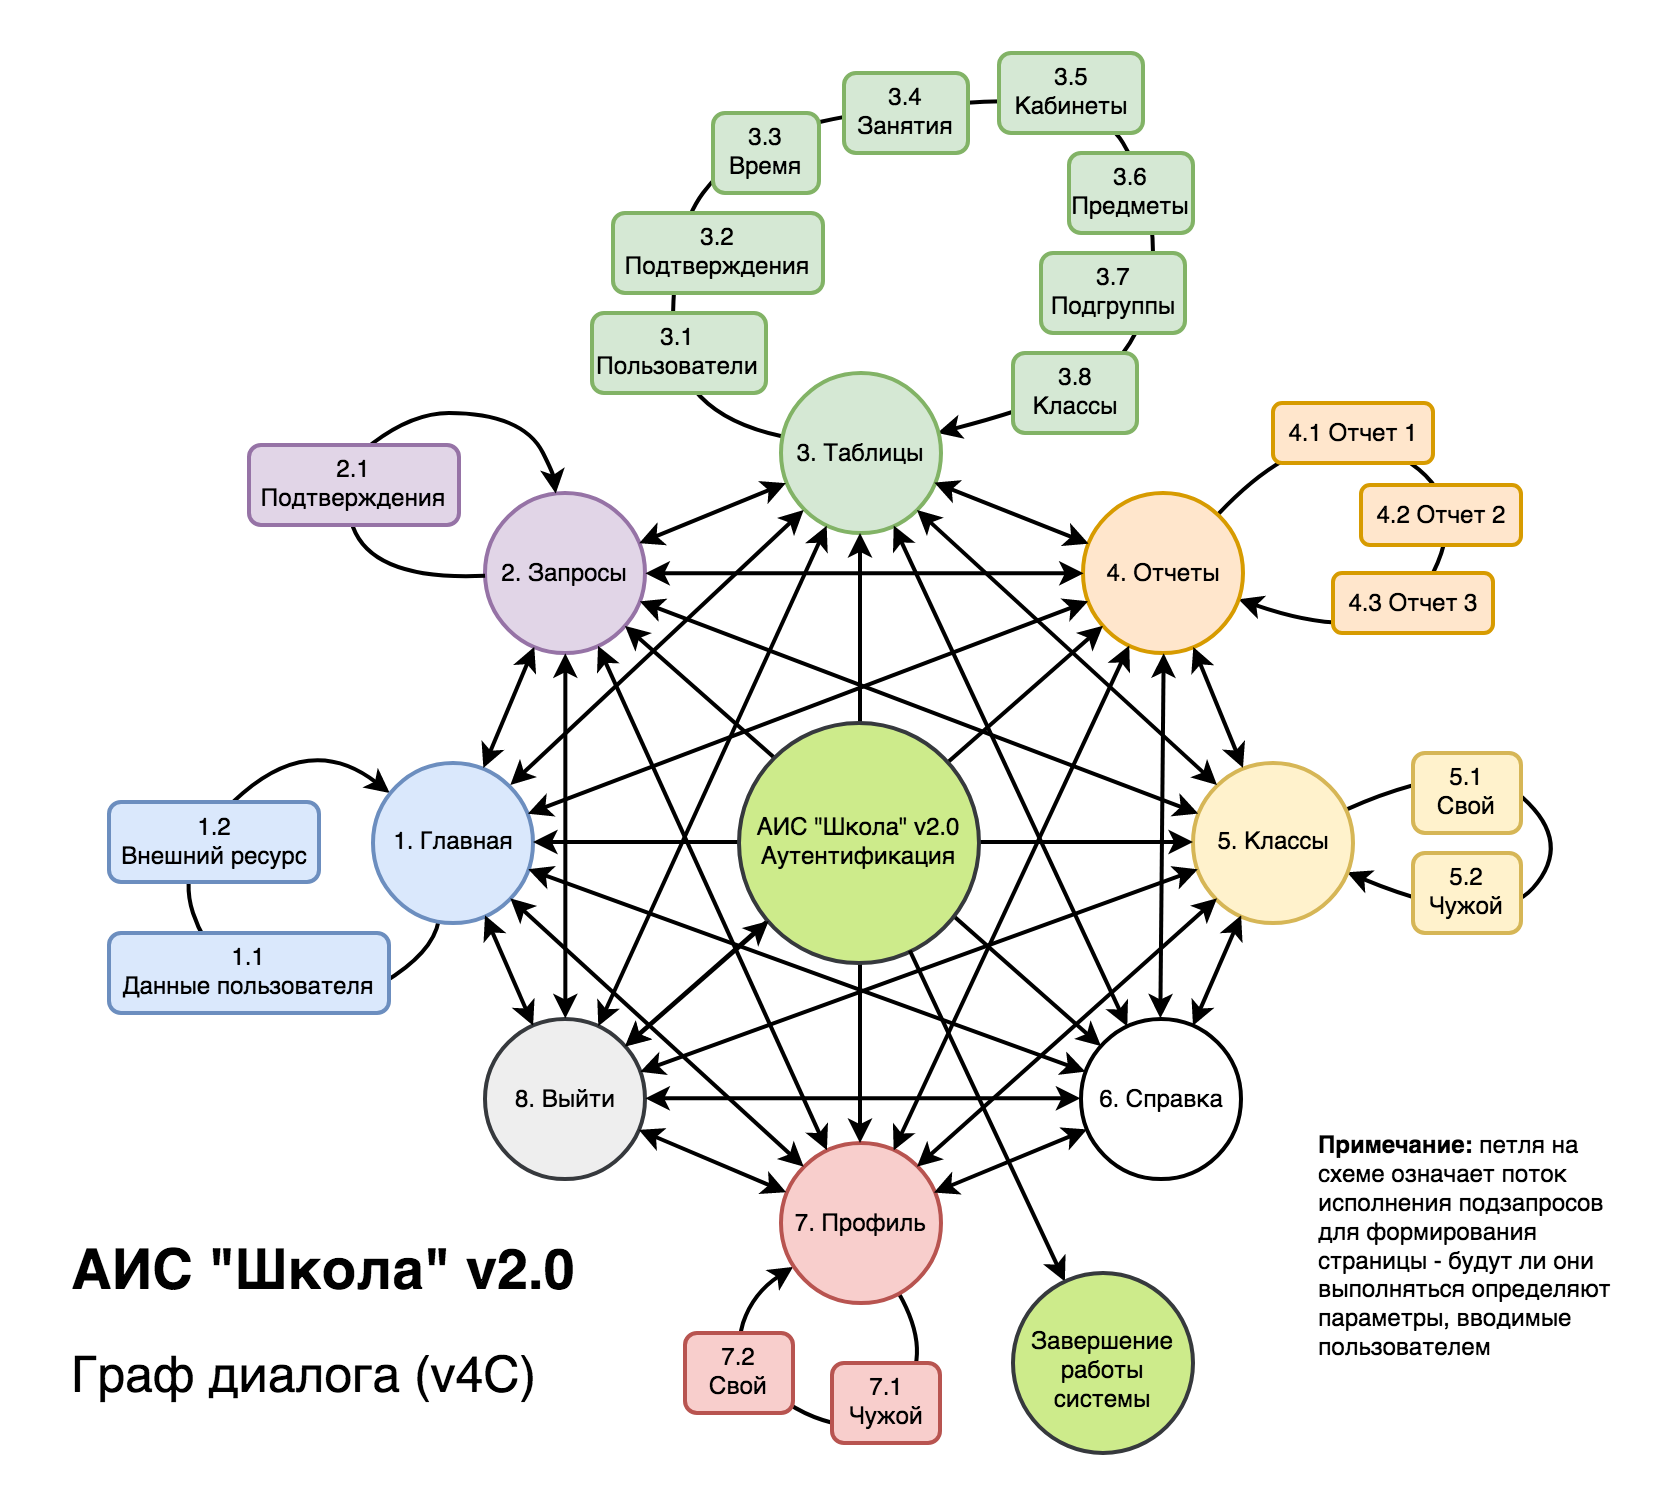 3.5
Кабинеты
3.4
Занятия
3.3
Время
3.6
Предметы
3.2
Подтверждения
3.7
Подгруппы
3.1
Пользователи
3.8
Классы
3. Таблицы
4.1 Отчет 1
4.2 Отчет 2
4.3 Отчет 3
2.1
Подтверждения
2. Запросы
4. Отчеты
1.2
Внешний ресурс
1.1
Данные пользователя
1. Главная
АИС "Школа" v2.0
Аутентификация
5. Классы
5.1
Свой
5.2
Чужой
8. Выйти
6. Справка
7. Профиль
7.2
Свой
7.1
Чужой
Завершение
работы
системы
Примечание: петля на
схеме означает поток
исполнения подзапросов
для формирования
страницы - будут ли они
выполняться определяют
параметры, вводимые
пользователем
АИС "Школа" v2.0
Граф диалога (v4C)